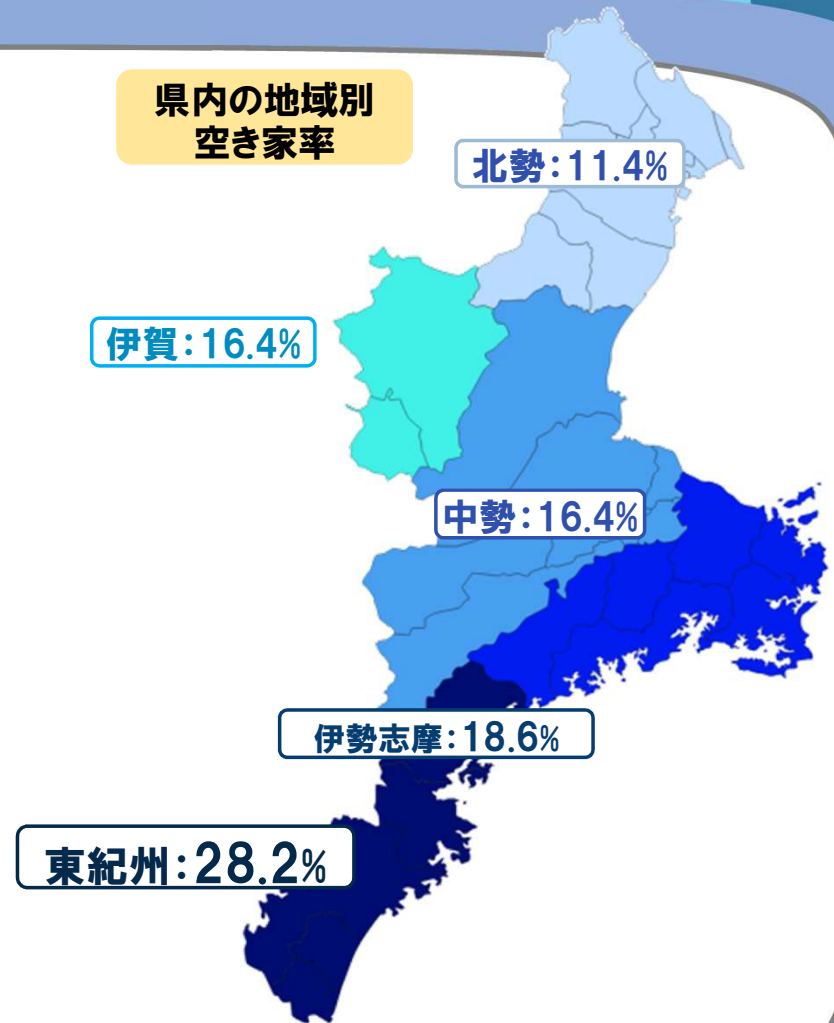 県内の地域別
空き家率
北勢：11.4%
伊賀：16.4%
中勢：16.4%
伊勢志摩：18.6%
東紀州：28.2%